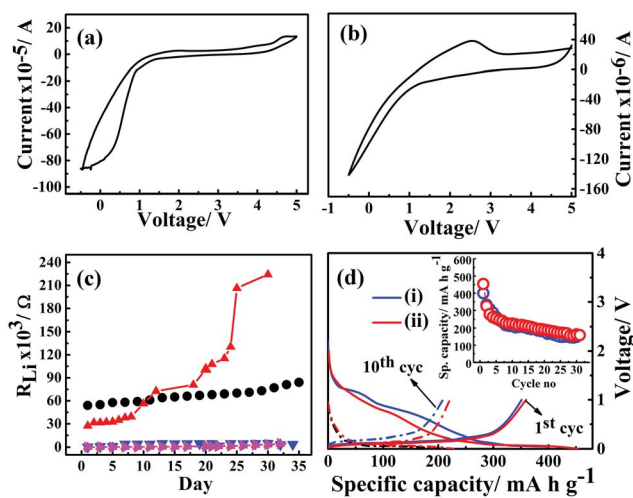 (a)
Current x10⁻⁵/ A
20
0
-20
-40
-60
-80
-100
0 1 2 3 4 5
Voltage/ V
(b)
Current x10⁻⁶/ A
40
0
-40
-80
-120
-160
-1 0 1 2 3 4 5
Voltage/ V
(c)
R_Li x10³/ Ω
240
210
180
150
120
90
60
30
0
0 5 10 15 20 25 30 35
Day
(d)
(i)
(ii)
10th cyc
1st cyc
Sp. capacity/ mA h g⁻¹
600
500
400
300
200
100
0
0 5 10 15 20 25 30
Cycle no
Voltage/ V
4
3
2
1
0
0 100 200 300 400
Specific capacity/ mA h g⁻¹